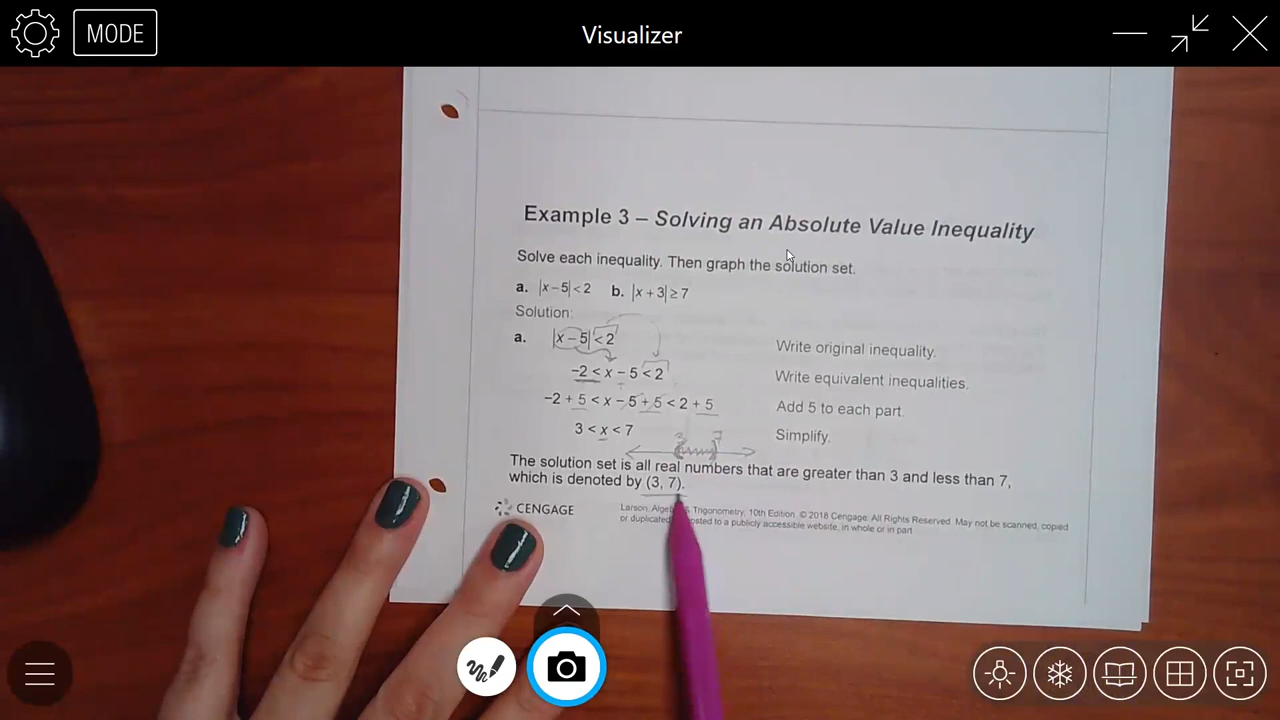 MODE
Visualizer
Example 3 – Solving an Absolute Value Inequality
Solve each inequality. Then graph the solution set.
a. |x − 5| < 2 b. |x + 3| ≥ 7
Solution:
a. |x − 5| < 2 Write original inequality.
−2 < x − 5 < 2 Write equivalent inequalities.
−2 + 5 < x − 5 + 5 < 2 + 5 Add 5 to each part.
3 < x < 7 Simplify.
3 7
The solution set is all real numbers that are greater than 3 and less than 7,
which is denoted by (3, 7).
CENGAGE
Larson, Trigonometry, 10th Edition. © 2018 Cengage. All Rights Reserved. May not be scanned, copied
or duplicated, posted to a publicly accessible website, in whole or in part.